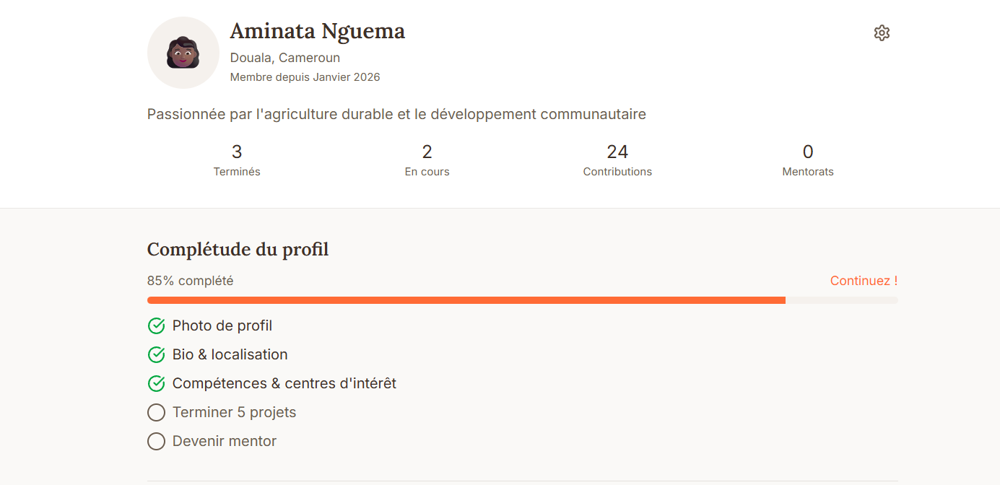 Aminata Nguema
Douala, Cameroun
Membre depuis Janvier 2026
Passionnée par l'agriculture durable et le développement communautaire
3
Terminés
2
En cours
24
Contributions
0
Mentorats
Complétude du profil
85% complété
Continuez !
Photo de profil
Bio & localisation
Compétences & centres d'intérêt
Terminer 5 projets
Devenir mentor